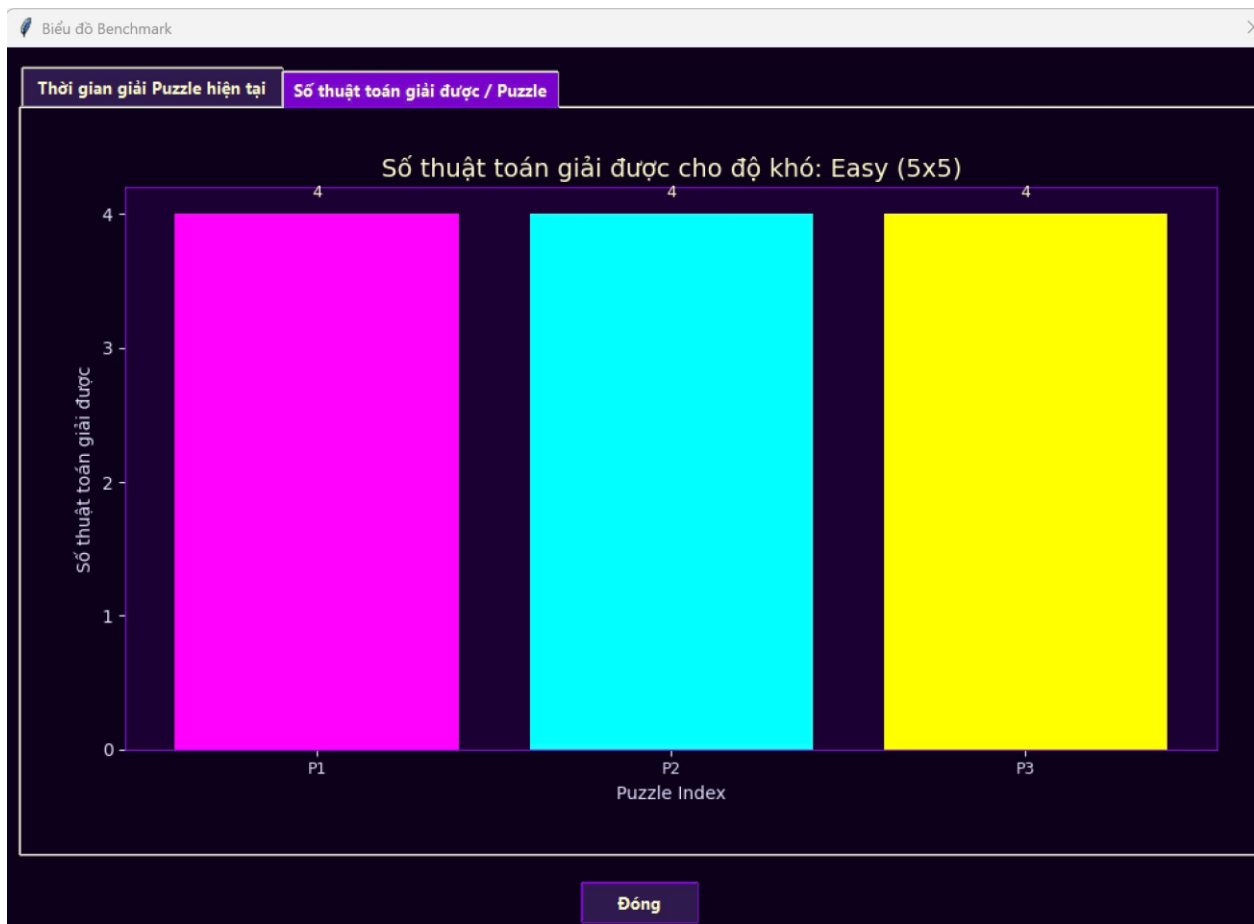 Biểu đồ Benchmark
Thời gian giải Puzzle hiện tại
Số thuật toán giải được / Puzzle
Số thuật toán giải được cho độ khó: Easy (5x5)
4
4
4
4
3
2
1
0
Số thuật toán giải được
P1
P2
P3
Puzzle Index
Đóng